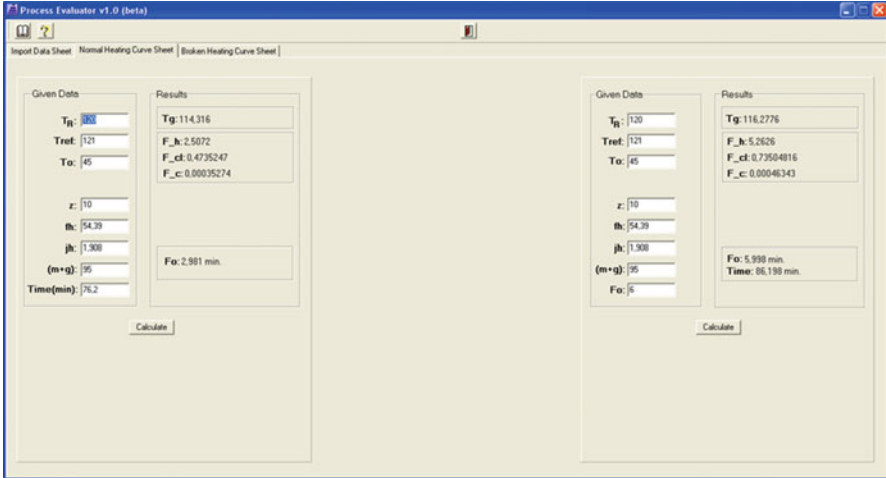 Process Evaluator v1.0 (beta)
Import Data Sheet Normal Heating Curve Sheet Broken Heating Curve Sheet
Given Data
TR: 120
Tref: 121
To: 45
z: 10
fh: 54,39
jh: 1,908
(m+g): 95
Time(min): 76,2
Results
Tg: 114,316
F_h: 2,5072
F_cl: 0,4735247
F_c: 0,00035274
Fo: 2,981 min.
Calculate
Given Data
TR: 120
Tref: 121
To: 45
z: 10
fh: 54,39
jh: 1,908
(m+g): 95
Fo: 6
Results
Tg: 116,2776
F_h: 5,2626
F_cl: 0,73504816
F_c: 0,00046343
Fo: 5,998 min.
Time: 86,198 min.
Calculate